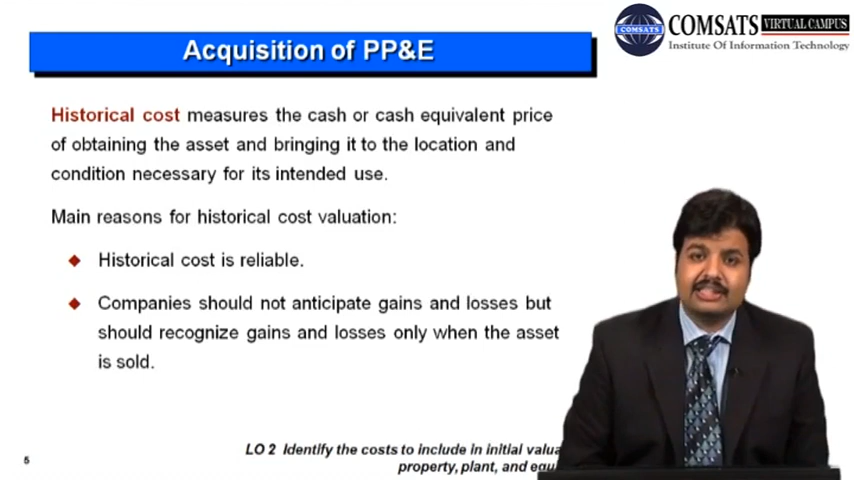 COMSATS VIRTUAL CAMPUS
Institute Of Information Technology
COMSATS
Acquisition of PP&E
Historical cost measures the cash or cash equivalent price
of obtaining the asset and bringing it to the location and
condition necessary for its intended use.
Main reasons for historical cost valuation:
Historical cost is reliable.
Companies should not anticipate gains and losses but
should recognize gains and losses only when the asset
is sold.
LO 2 Identify the costs to include in initial
property, plant, and
5